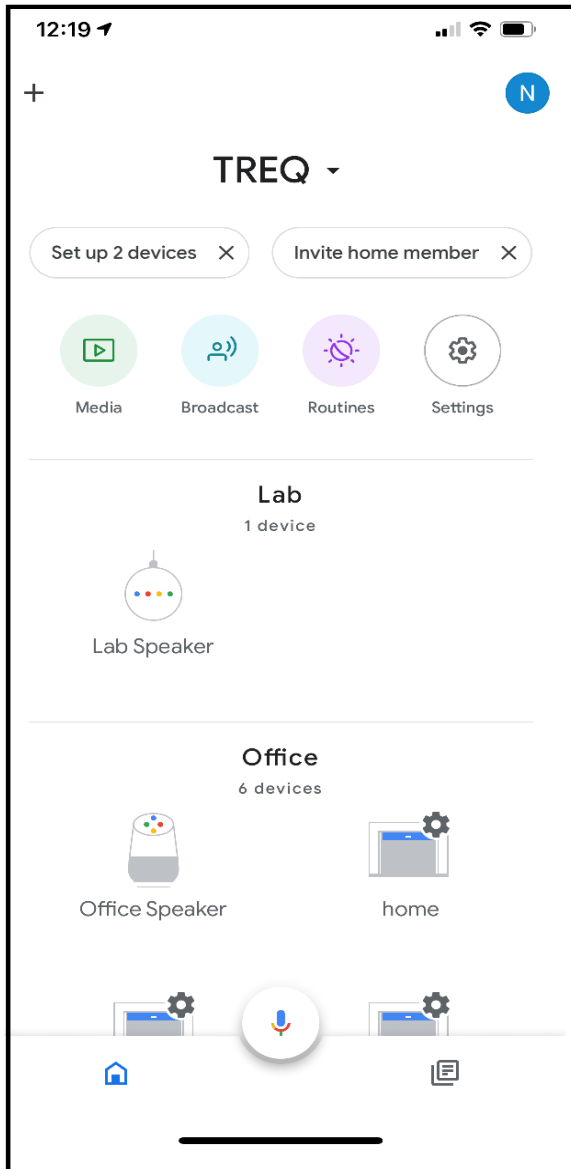 12:19
N
TREQ
Set up 2 devices
Invite home member
Media Broadcast Routines Settings
Lab
1 device
Lab Speaker
Office
6 devices
Office Speaker home